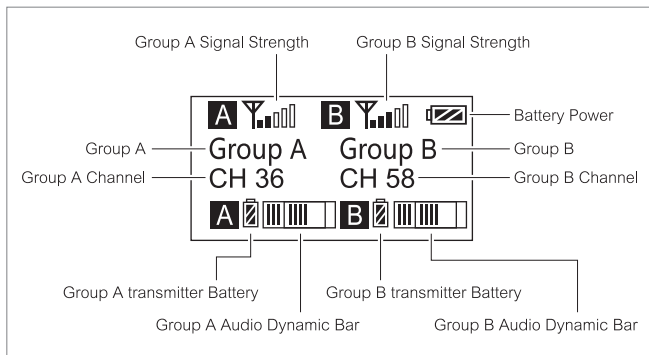 Group A Signal Strength Group B Signal Strength
A B
Battery Power
Group A Group A Group B Group B
Group A Channel CH 36 CH 58 Group B Channel
A B
Group A transmitter Battery Group B transmitter Battery
Group A Audio Dynamic Bar Group B Audio Dynamic Bar